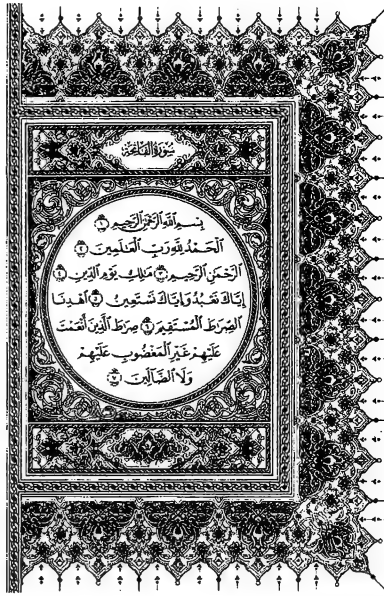 سُورَةُ الفَاتِحَةِ
بِسْمِ ٱللَّهِ ٱلرَّحْمَٰنِ ٱلرَّحِيمِ ۝١
ٱلْحَمْدُ لِلَّهِ رَبِّ ٱلْعَٰلَمِينَ ۝٢
ٱلرَّحْمَٰنِ ٱلرَّحِيمِ ۝٣ مَٰلِكِ يَوْمِ ٱلدِّينِ ۝٤
إِيَّاكَ نَعْبُدُ وَإِيَّاكَ نَسْتَعِينُ ۝٥ ٱهْدِنَا
ٱلصِّرَٰطَ ٱلْمُسْتَقِيمَ ۝٦ صِرَٰطَ ٱلَّذِينَ أَنْعَمْتَ
عَلَيْهِمْ غَيْرِ ٱلْمَغْضُوبِ عَلَيْهِمْ
وَلَا ٱلضَّآلِّينَ ۝٧